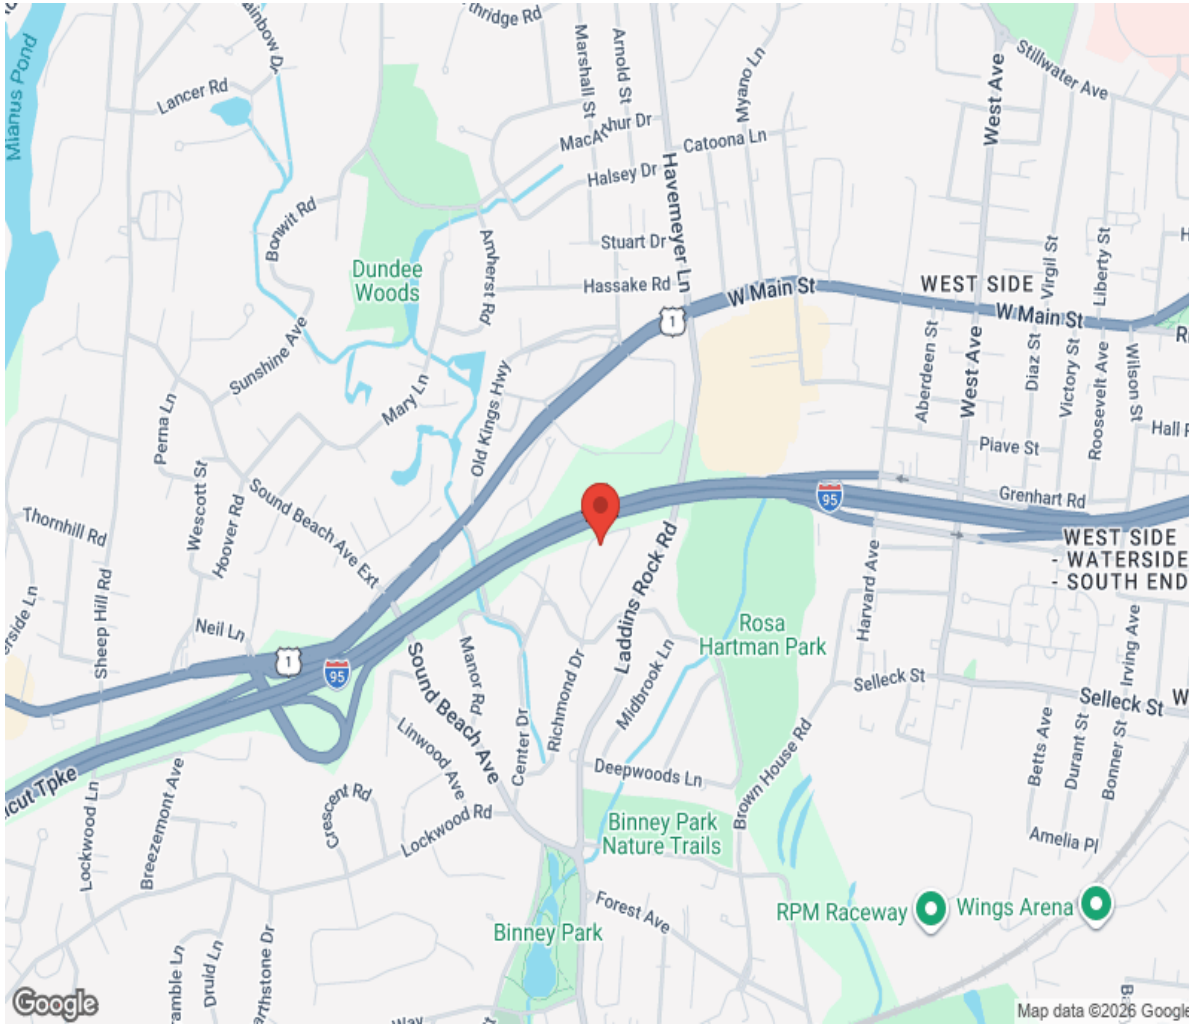 thridge Rd
Stillwater Ave
Mianus Pond
Lancer Rd
Marshall St
Arnold St
Myano Ln
West Ave
Catoona Ln
Halsey Dr
Havemeyer Ln
Bonwit Rd
Amherst Rd
Stuart Dr
Dundee
Woods
Hassake Rd
W Main St
WEST SIDE
Virgil St
Liberty St
1
W Main St
Sunshine Ave
Mary Ln
Old Kings Hwy
Aberdeen St
West Ave
Diaz St
Victory St
Roosevelt Ave
Wilson St
Perna Ln
Piave St
Hall R
Wescott St
Hoover Rd
Sound Beach Ave Ext
95
Grenhart Rd
Thornhill Rd
WEST SIDE
- WATERSIDE
- SOUTH END
Laddins Rock Rd
Harvard Ave
erside Ln
Sheep Hill Rd
Neil Ln
1
95
Rosa
Hartman Park
Irving Ave
Sound Beach Ave
Manor Rd
Center Dr
Richmond Dr
Midbrook Ln
Selleck St
Selleck St
W
Linwood Ave
Deepwoods Ln
Brown House Rd
Betts Ave
Durant St
Bonner St
icut Tpke
Lockwood Ln
Breezemont Ave
Crescent Rd
Lockwood Rd
Binney Park
Nature Trails
Amelia Pl
Forest Ave
RPM Raceway
Wings Arena
Binney Park
Druid Ln
arthstone Dr
Way
Google
Map data ©2026 Google